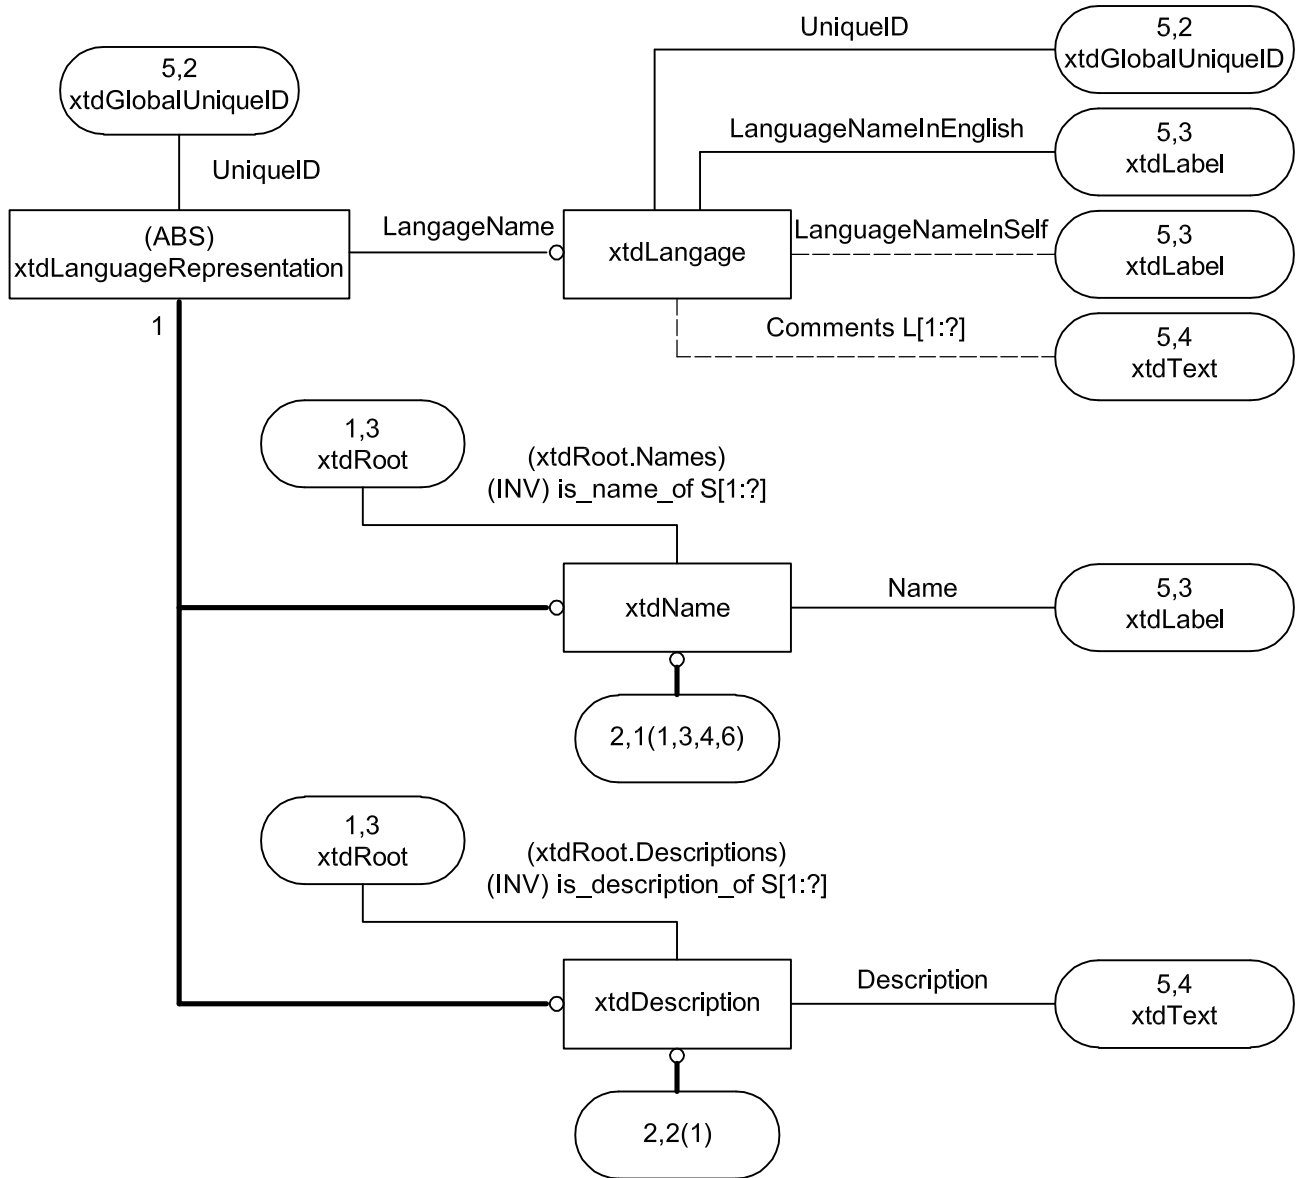 UniqueID
5,2
xtdGlobalUniqueID
5,2
xtdGlobalUniqueID
UniqueID
LanguageNameInEnglish
5,3
xtdLabel
(ABS)
xtdLanguageRepresentation
LangageName
xtdLangage
LanguageNameInSelf
5,3
xtdLabel
1
Comments L[1:?]
5,4
xtdText
1,3
xtdRoot
(xtdRoot.Names)
(INV) is_name_of S[1:?]
xtdName
Name
5,3
xtdLabel
2,1(1,3,4,6)
1,3
xtdRoot
(xtdRoot.Descriptions)
(INV) is_description_of S[1:?]
xtdDescription
Description
5,4
xtdText
2,2(1)